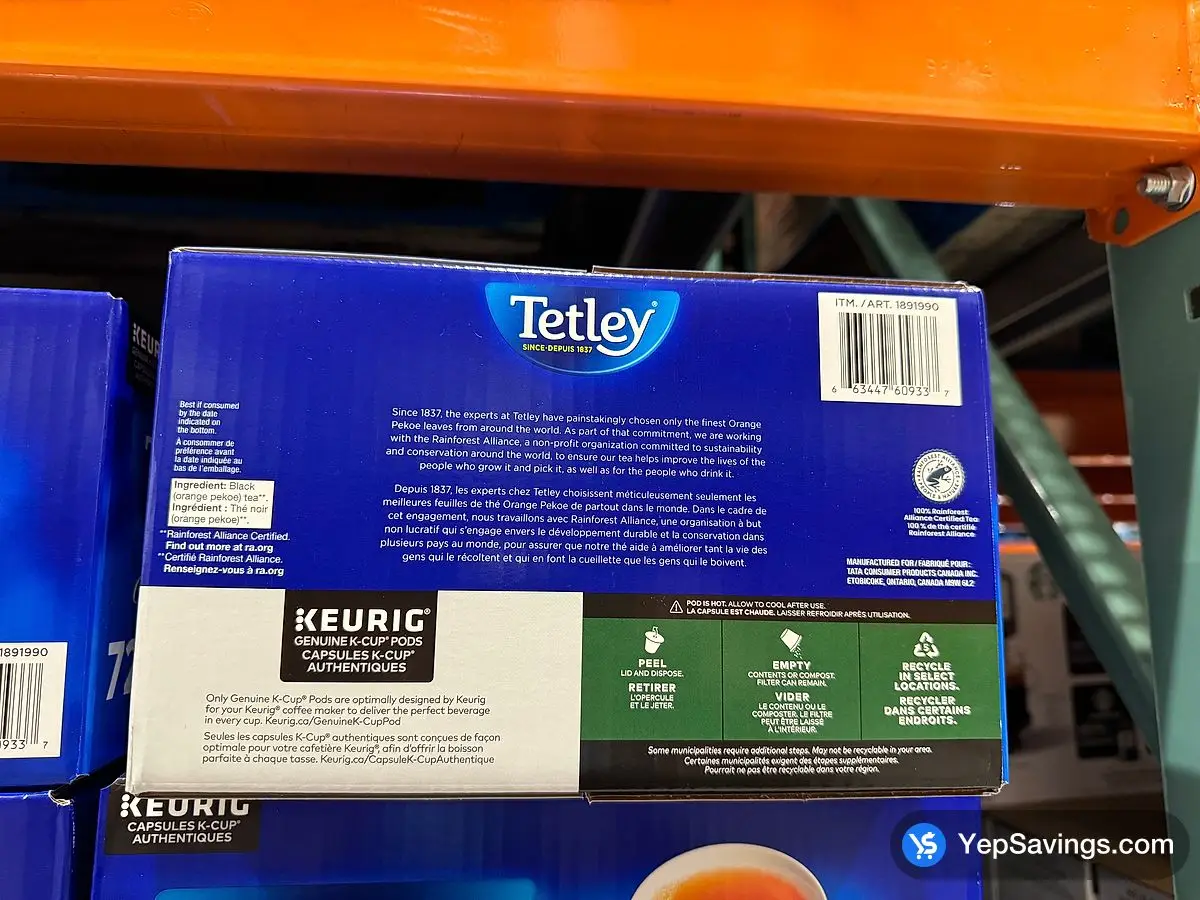 Tetley®
SINCE·DEPUIS 1837
ITM. /ART. 1891990
6 63447 60933 7
KEURIG
Best if consumed
by the date
indicated on
the bottom.
À consommer de
préférence avant
la date indiquée au
bas de l'emballage.
Ingredient: Black
(orange pekoe) tea**.
Ingrédient : Thé noir
(orange pekoe)**.
**Rainforest Alliance Certified.
Find out more at ra.org
**Certifié Rainforest Alliance.
Renseignez-vous à ra.org
Since 1837, the experts at Tetley have painstakingly chosen only the finest Orange
Pekoe leaves from around the world. As part of that commitment, we are working
with the Rainforest Alliance, a non-profit organization committed to sustainability
and conservation around the world, to ensure our tea helps improve the lives of the
people who grow it and pick it, as well as for the people who drink it.
Depuis 1837, les experts chez Tetley choisissent méticuleusement seulement les
meilleures feuilles de thé Orange Pekoe de partout dans le monde. Dans le cadre de
cet engagement, nous travaillons avec Rainforest Alliance, une organisation à but
non lucratif qui s'engage envers le développement durable et la conservation dans
plusieurs pays au monde, pour assurer que notre thé aide à améliorer tant la vie des
gens qui le récoltent et qui en font la cueillette que les gens qui le boivent.
RAINFOREST ALLIANCE
PEOPLE & NATURE
100% Rainforest
Alliance Certified Tea
100 % de thé certifié
Rainforest Alliance
MANUFACTURED FOR / FABRIQUÉ POUR :
TATA CONSUMER PRODUCTS CANADA INC.
ETOBICOKE, ONTARIO, CANADA M9W 6L2
KEURIG®
GENUINE K-CUP® PODS
CAPSULES K-CUP®
AUTHENTIQUES
Only Genuine K-Cup® Pods are optimally designed by Keurig
for your Keurig® coffee maker to deliver the perfect beverage
in every cup. Keurig.ca/GenuineK-CupPod
Seules les capsules K-Cup® authentiques sont conçues de façon
optimale pour votre cafetière Keurig®, afin d'offrir la boisson
parfaite à chaque tasse. Keurig.ca/CapsuleK-CupAuthentique
POD IS HOT. ALLOW TO COOL AFTER USE.
LA CAPSULE EST CHAUDE. LAISSER REFROIDIR APRÈS UTILISATION.
PEEL
LID AND DISPOSE.
RETIRER
L'OPERCULE
ET LE JETER.
EMPTY
CONTENTS OR COMPOST.
FILTER CAN REMAIN.
VIDER
LE CONTENU OU LE
COMPOSTER. LE FILTRE
PEUT ÊTRE LAISSÉ
À L'INTÉRIEUR.
5
RECYCLE
IN SELECT
LOCATIONS.
RECYCLER
DANS CERTAINS
ENDROITS.
Some municipalities require additional steps. May not be recyclable in your area.
Certaines municipalités exigent des étapes supplémentaires.
Pourrait ne pas être recyclable dans votre région.
1891990
0933 7
72
KEURIG
CAPSULES K-CUP®
AUTHENTIQUES
YepSavings.com